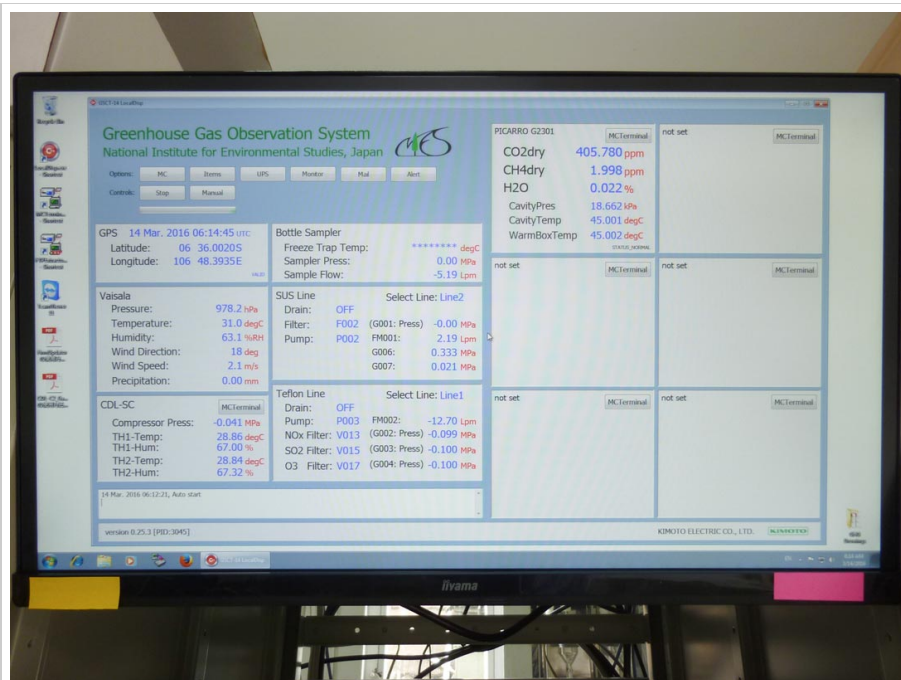 GSCT-14 LocalDisp
Greenhouse Gas Observation System
National Institute for Environmental Studies, Japan
Options: MC Items UPS Monitor Mail Alert
Controls: Stop Manual
GPS 14 Mar. 2016 06:14:45 UTC
Latitude: 06 36.0020S
Longitude: 106 48.3935E
VALID
Bottle Sampler
Freeze Trap Temp: ******** degC
Sampler Press: 0.00 MPa
Sample Flow: -5.19 Lpm
Vaisala
Pressure: 978.2 hPa
Temperature: 31.0 degC
Humidity: 63.1 %RH
Wind Direction: 18 deg
Wind Speed: 2.1 m/s
Precipitation: 0.00 mm
SUS Line Select Line: Line2
Drain: OFF
Filter: F002 (G001: Press) -0.00 MPa
Pump: P002 FM001: 2.19 Lpm
G006: 0.333 MPa
G007: 0.021 MPa
CDL-SC MCTerminal
Compressor Press: -0.041 MPa
TH1-Temp: 28.86 degC
TH1-Hum: 67.00 %
TH2-Temp: 28.84 degC
TH2-Hum: 67.32 %
Teflon Line Select Line: Line1
Drain: OFF
Pump: P003 FM002: -12.70 Lpm
NOx Filter: V013 (G002: Press) -0.099 MPa
SO2 Filter: V015 (G003: Press) -0.100 MPa
O3 Filter: V017 (G004: Press) -0.100 MPa
14 Mar. 2016 06:12:21, Auto start
PICARRO G2301 MCTerminal
CO2dry 405.780 ppm
CH4dry 1.998 ppm
H2O 0.022 %
CavityPres 18.662 kPa
CavityTemp 45.001 degC
WarmBoxTemp 45.002 degC
STATUS_NORMAL
not set MCTerminal
not set MCTerminal
not set MCTerminal
not set MCTerminal
not set MCTerminal
version 0.25.3 [PID:3045]
KIMOTO ELECTRIC CO., LTD. KIMOTO
iiyama